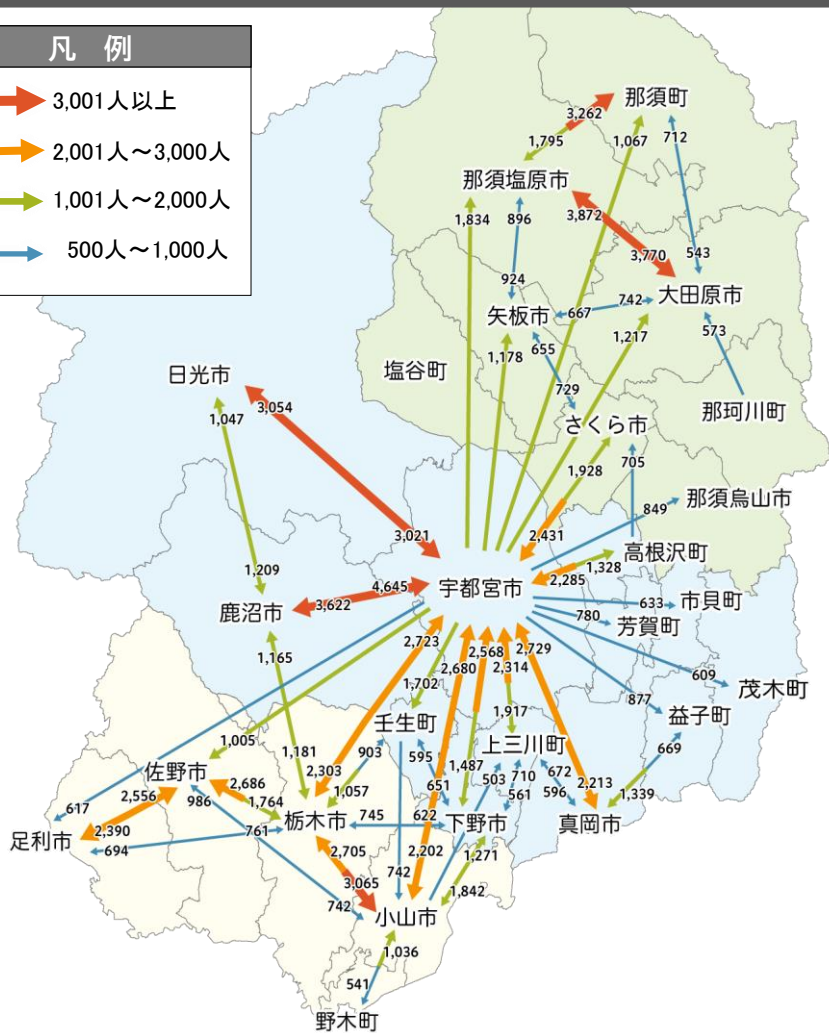 凡 例
3,001人以上
2,001人～3,000人
1,001人～2,000人
500人～1,000人
那須町
3,262
1,795
1,067
712
那須塩原市
1,834
896
3,872
543
3,770
924
大田原市
矢板市
667
742
573
1,178
655
1,217
塩谷町
日光市
729
那珂川町
1,047
3,054
さくら市
1,928
705
那須烏山市
849
3,021
2,431
高根沢町
1,328
1,209
2,285
4,645
宇都宮市
鹿沼市
3,622
633
市貝町
780
芳賀町
1,165
2,723
2,680
2,568
2,314
2,729
609
茂木町
1,702
877
益子町
壬生町
1,917
669
1,005
上三川町
1,181
903
595
1,487
503
710
672
佐野市
2,303
2,213
2,686
1,057
651
561
596
1,339
617
2,556
986
1,764
745
622
下野市
真岡市
栃木市
足利市
2,390
761
694
2,705
2,202
1,271
742
3,065
1,842
742
小山市
1,036
541
野木町